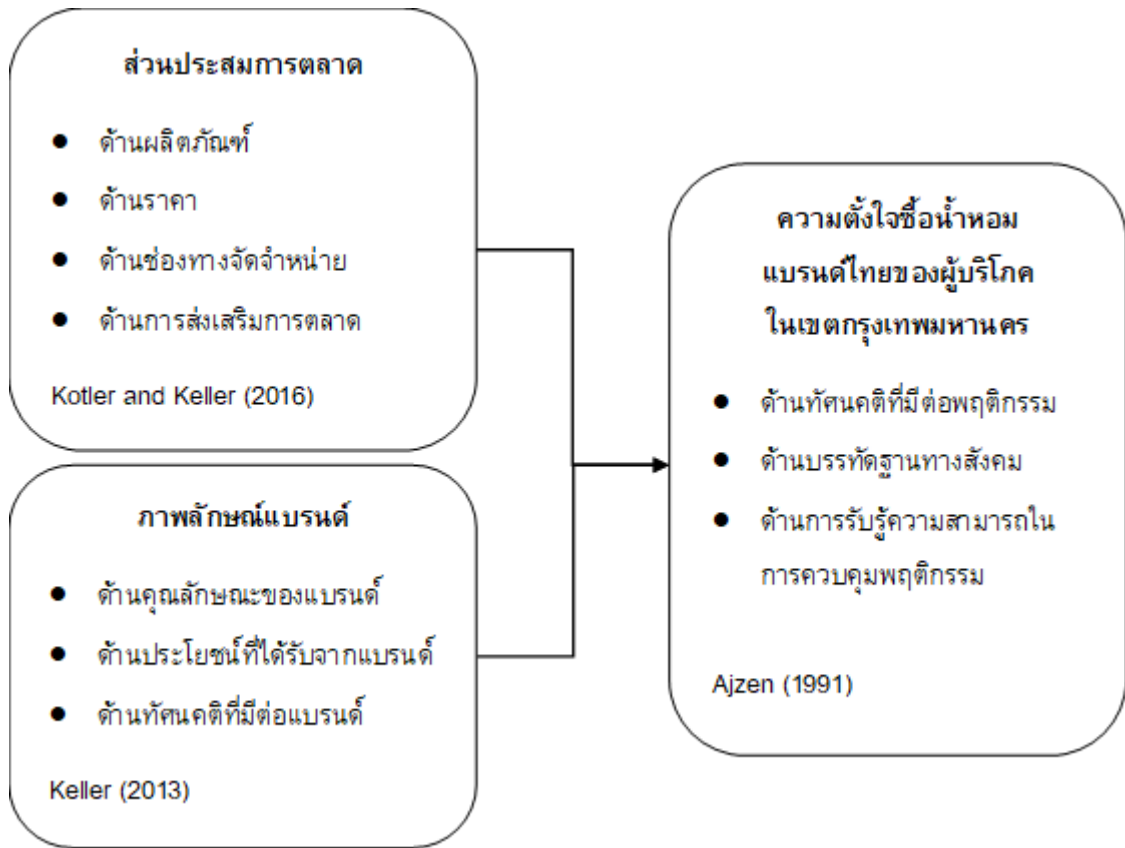 ส่วนประสมการตลาด
● ด้านผลิตภัณฑ์
● ด้านราคา
● ด้านช่องทางจัดจำหน่าย
● ด้านการส่งเสริมการตลาด
Kotler and Keller (2016)
ภาพลักษณ์แบรนด์
● ด้านคุณลักษณะของแบรนด์
● ด้านประโยชน์ที่ได้รับจากแบรนด์
● ด้านทัศนคติที่มีต่อแบรนด์
Keller (2013)
ความตั้งใจซื้อน้ำหอม
แบรนด์ไทยของผู้บริโภค
ในเขตกรุงเทพมหานคร
● ด้านทัศนคติที่มีต่อพฤติกรรม
● ด้านบรรทัดฐานทางสังคม
● ด้านการรับรู้ความสามารถใน
การควบคุมพฤติกรรม
Ajzen (1991)